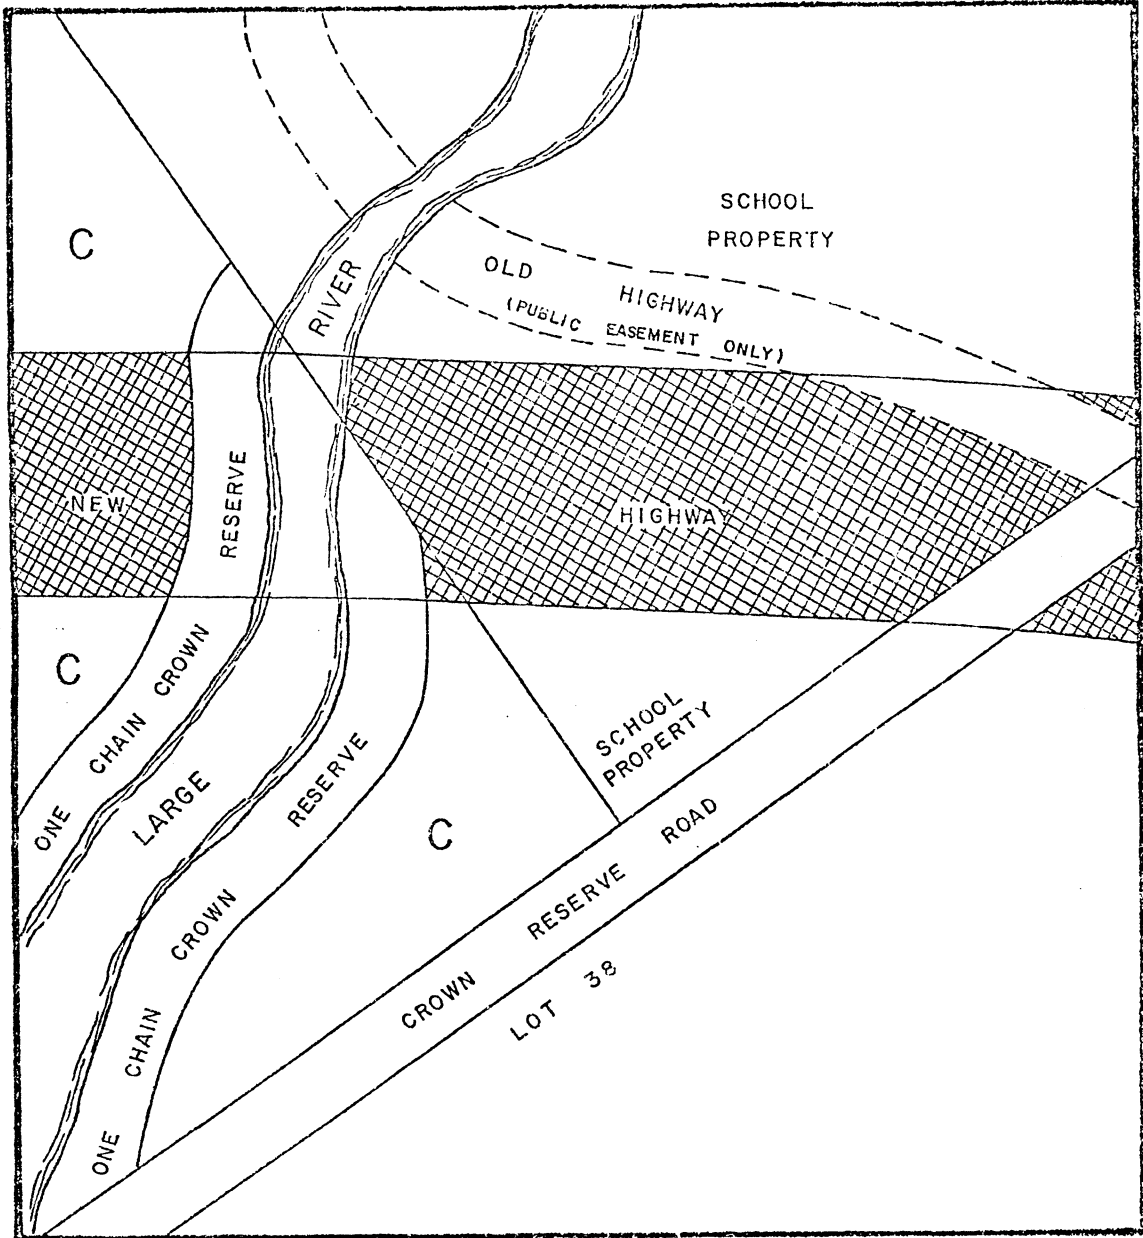 SCHOOL
PROPERTY
C
OLD HIGHWAY
(PUBLIC EASEMENT ONLY)
RIVER
NEW
HIGHWAY
RESERVE
C
ONE CHAIN CROWN
LARGE
SCHOOL
PROPERTY
RESERVE
C
CROWN
CHAIN
ONE
CROWN RESERVE ROAD
LOT 38